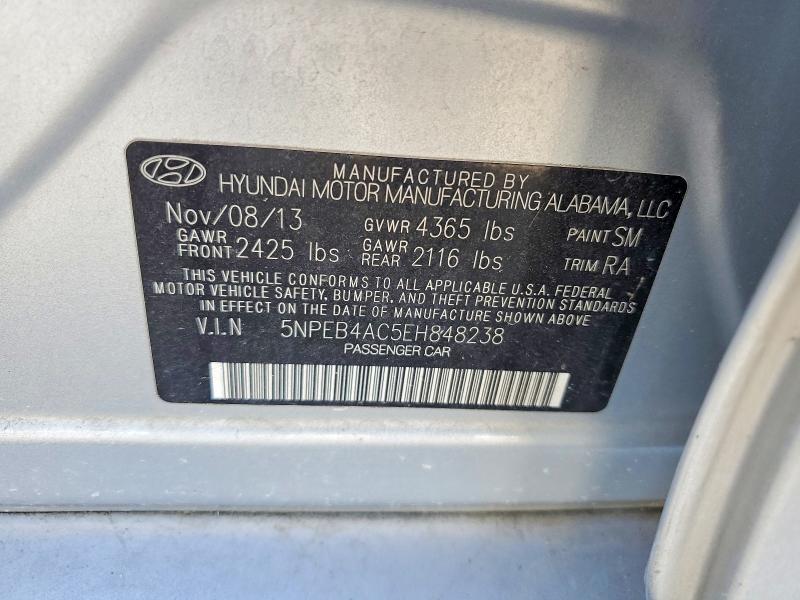 MANUFACTURED BY
HYUNDAI MOTOR MANUFACTURING ALABAMA, LLC
Nov/08/13 GVWR 4365 lbs PAINT SM
GAWR FRONT 2425 lbs GAWR REAR 2116 lbs TRIM RA
THIS VEHICLE CONFORMS TO ALL APPLICABLE U.S.A. FEDERAL
MOTOR VEHICLE SAFETY, BUMPER, AND THEFT PREVENTION STANDARDS
IN EFFECT ON THE DATE OF MANUFACTURE SHOWN ABOVE
V.I.N 5NPEB4AC5EH848238
PASSENGER CAR